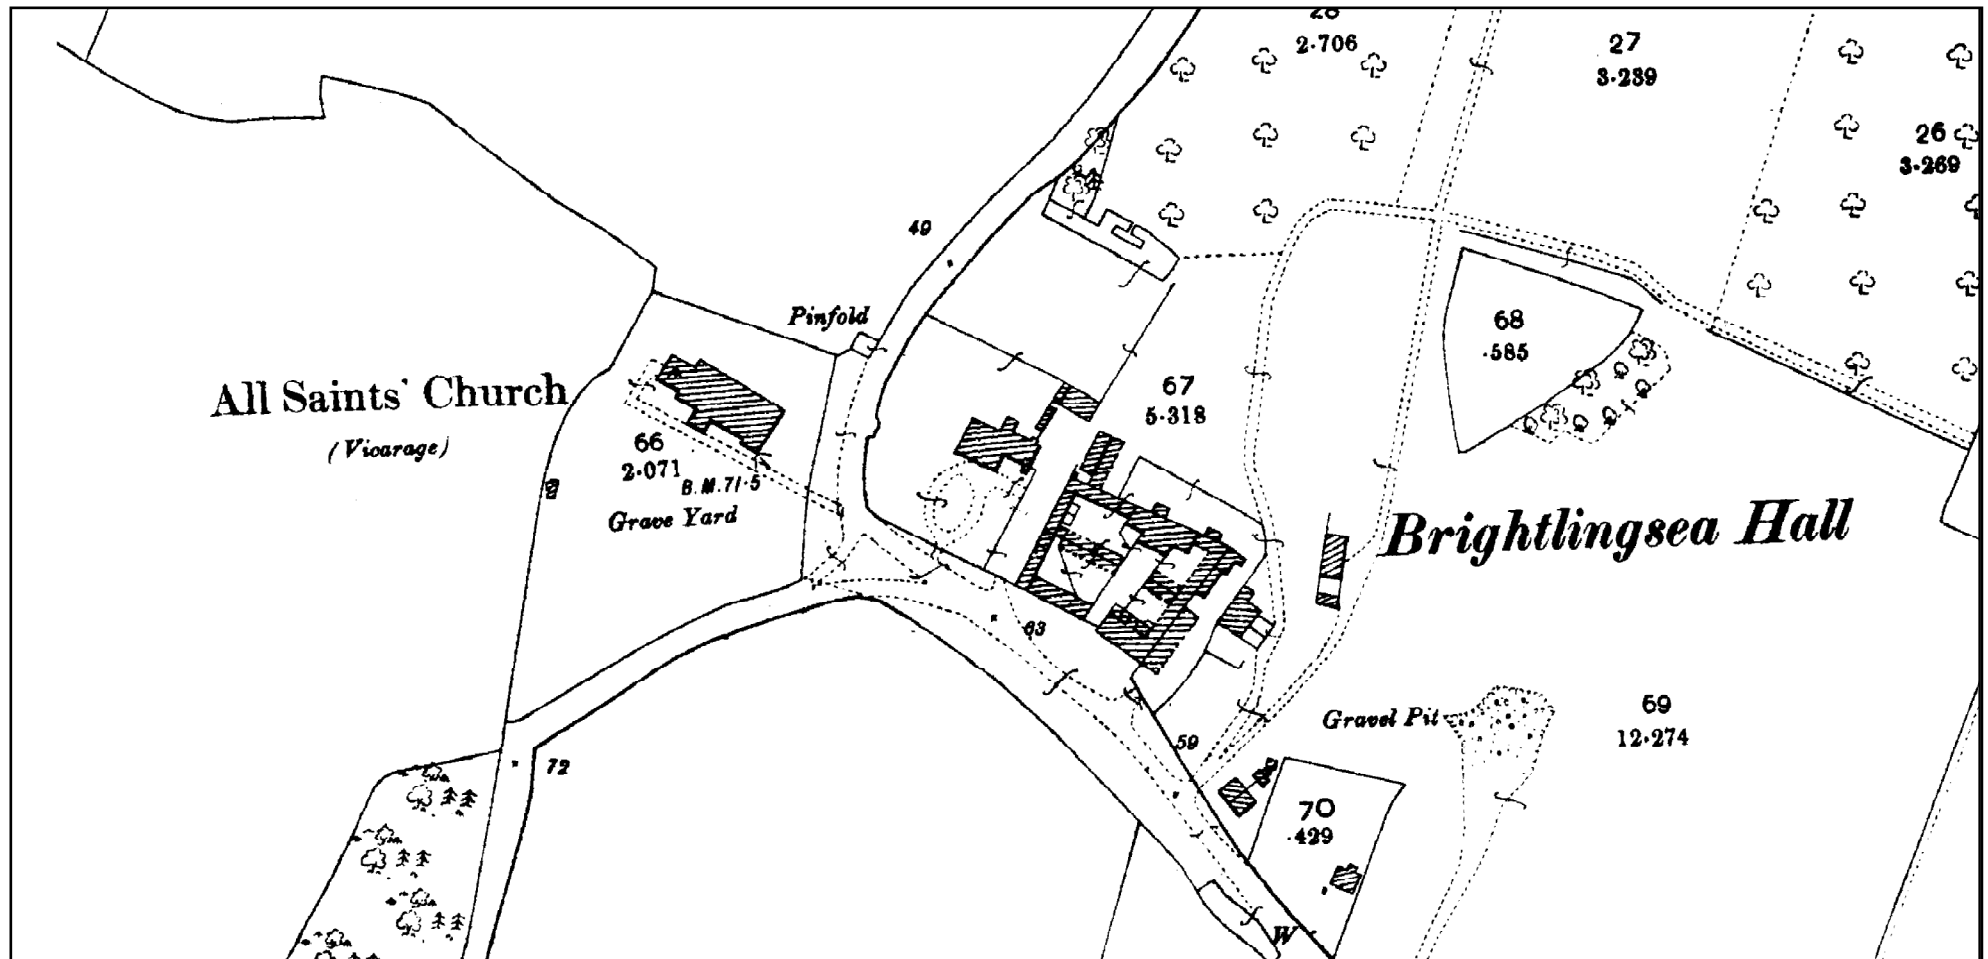 28
2·706
27
3·239
26
3·269
49
Pinfold
68
·585
67
5·318
All Saints' Church
(Vicarage)
66
2·071
B.M.71·5
Grave Yard
Brightlingsea Hall
63
Gravel Pit
69
12·274
59
72
70
·429
W